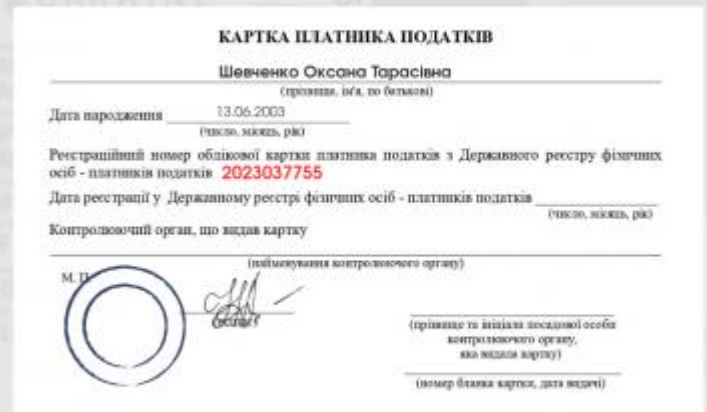 КАРТКА ПЛАТНИКА ПОДАТКІВ
Шевченко Оксана Тарасівна
(прізвище, ім'я, по батькові)
Дата народження 13.06.2003
(число, місяць, рік)
Реєстраційний номер облікової картки платника податків з Державного реєстру фізичних
осіб - платників податків 2023037755
Дата реєстрації у Державному реєстрі фізичних осіб - платників податків
(число, місяць, рік)
Контролюючий орган, що видав картку
(найменування контролюючого органу)
М. П.
(підпис)
(прізвище та ініціали посадової особи
контролюючого органу,
яка видала картку)
(номер бланка картки, дата видачі)